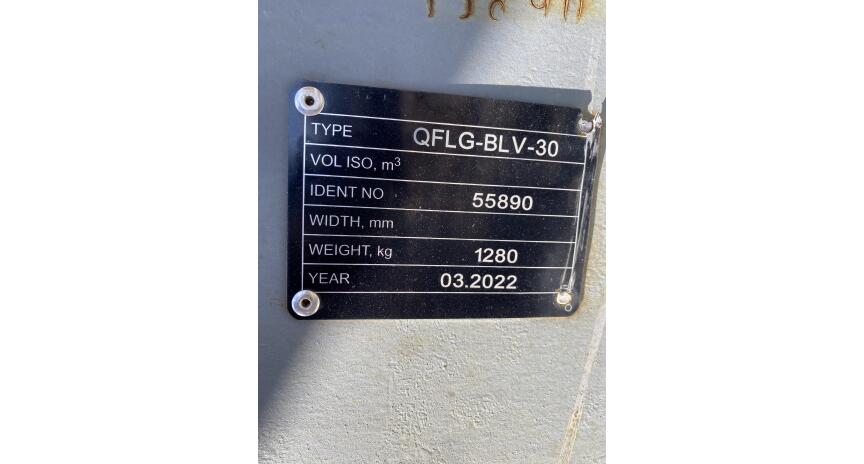 TYPE QFLG-BLV-30
VOL ISO, m³
IDENT NO 55890
WIDTH, mm
WEIGHT, kg 1280
YEAR 03.2022